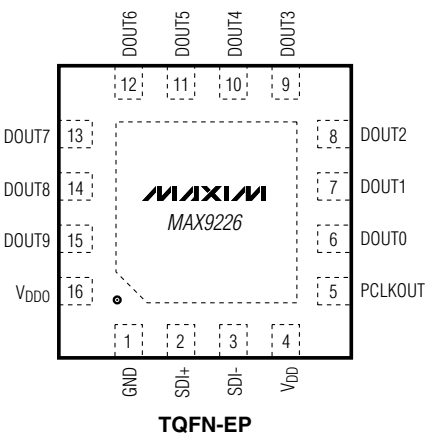 DOUT6 DOUT5 DOUT4 DOUT3
12 11 10 9
DOUT7 13 8 DOUT2
DOUT8 14 7 DOUT1
DOUT9 15 6 DOUT0
VDDO 16 5 PCLKOUT
MAXIM
MAX9226
1 2 3 4
GND SDI+ SDI- VDD
TQFN-EP